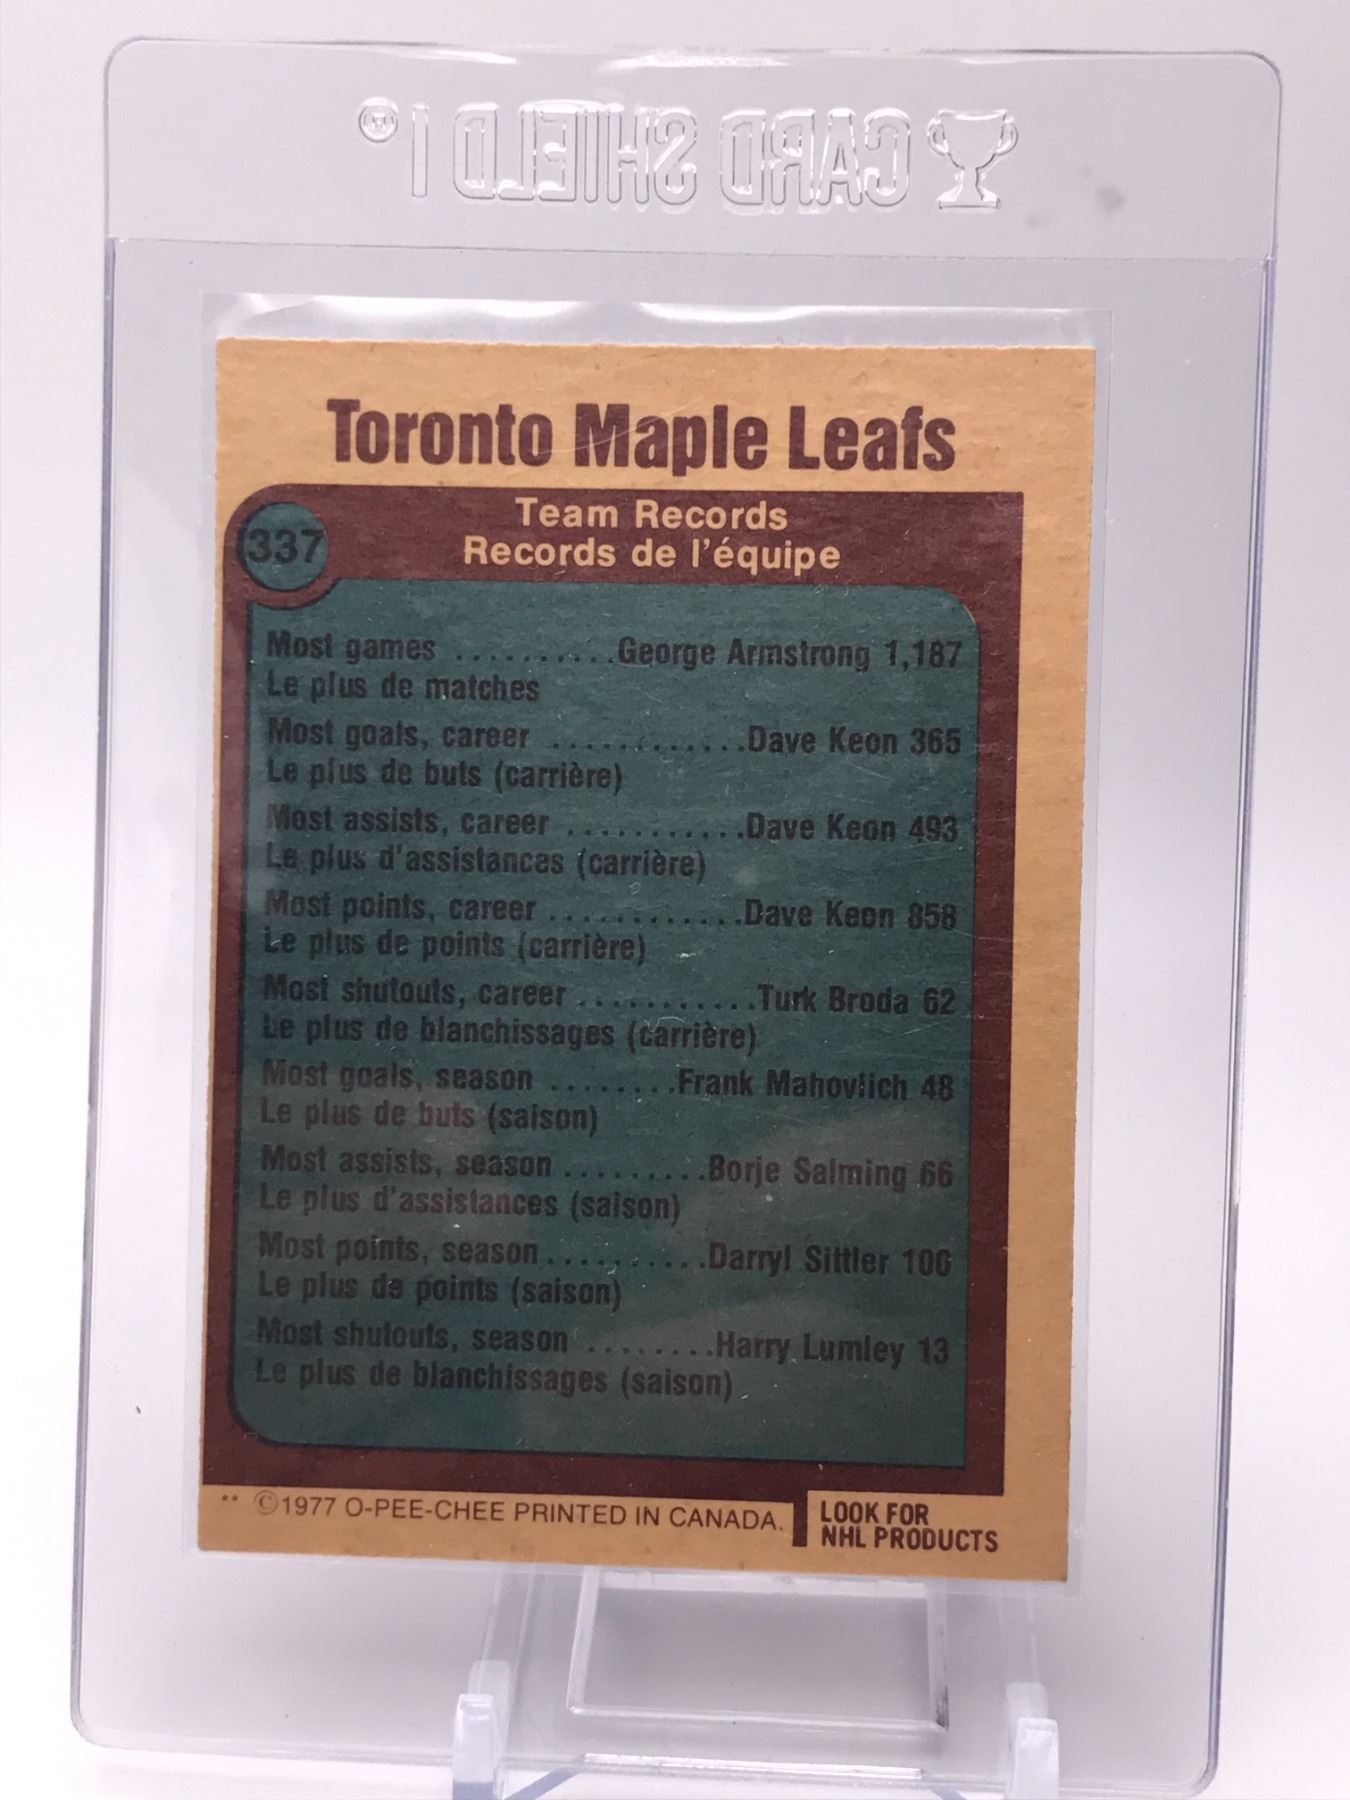 CARD SHIELD 1®
Toronto Maple Leafs
337
Team Records
Records de l'équipe
Most games ..........George Armstrong 1,187
Le plus de matches
Most goals, career ............Dave Keon 365
Le plus de buts (carrière)
Most assists, career ...........Dave Keon 493
Le plus d'assistances (carrière)
Most points, career ............Dave Keon 858
Le plus de points (carrière)
Most shutouts, career ...........Turk Broda 62
Le plus de blanchissages (carrière)
Most goals, season ........Frank Mahovlich 48
Le plus de buts (saison)
Most assists, season .........Borje Salming 66
Le plus d'assistances (saison)
Most points, season..........Darryl Sittler 100
Le plus de points (saison)
Most shutouts, season ........Harry Lumley 13
Le plus de blanchissages (saison)
** ©1977 O-PEE-CHEE PRINTED IN CANADA.
LOOK FOR
NHL PRODUCTS